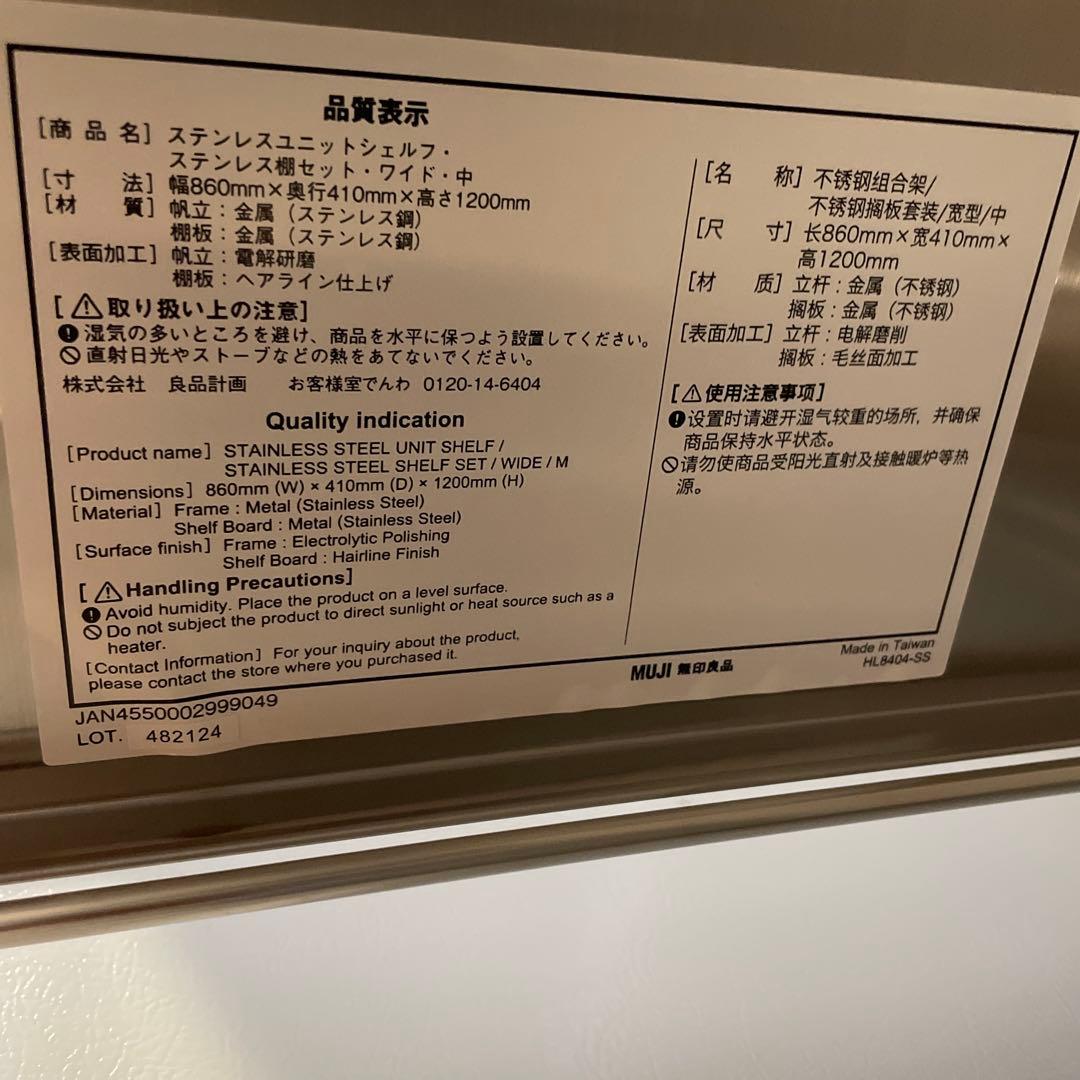 品質表示
[商品名] ステンレスユニットシェルフ・
ステンレス棚セット・ワイド・中
[寸 法] 幅860mm×奥行410mm×高さ1200mm
[材 質] 帆立：金属（ステンレス鋼）
棚板：金属（ステンレス鋼）
[表面加工] 帆立：電解研磨
棚板：ヘアライン仕上げ
[⚠取り扱い上の注意]
湿気の多いところを避け、商品を水平に保つよう設置してください。
直射日光やストーブなどの熱をあてないでください。
株式会社 良品計画 お客様室でんわ 0120-14-6404
Quality indication
[Product name] STAINLESS STEEL UNIT SHELF /
STAINLESS STEEL SHELF SET / WIDE / M
[Dimensions] 860mm (W) × 410mm (D) × 1200mm (H)
[Material] Frame : Metal (Stainless Steel)
Shelf Board : Metal (Stainless Steel)
[Surface finish] Frame : Electrolytic Polishing
Shelf Board : Hairline Finish
[⚠Handling Precautions]
Avoid humidity. Place the product on a level surface.
Do not subject the product to direct sunlight or heat source such as a
heater.
[Contact Information] For your inquiry about the product,
please contact the store where you purchased it.
[名 称] 不锈钢组合架/
不锈钢搁板套装/宽型/中
[尺 寸] 长860mm×宽410mm×
高1200mm
[材 质] 立杆：金属（不锈钢）
搁板：金属（不锈钢）
[表面加工] 立杆：电解磨削
搁板：毛丝面加工
[⚠使用注意事项]
设置时请避开湿气较重的场所，并确保
商品保持水平状态。
请勿使商品受阳光直射及接触暖炉等热
源。
MUJI 無印良品
Made in Taiwan
HL8404-SS
JAN4550002999049
LOT. 482124